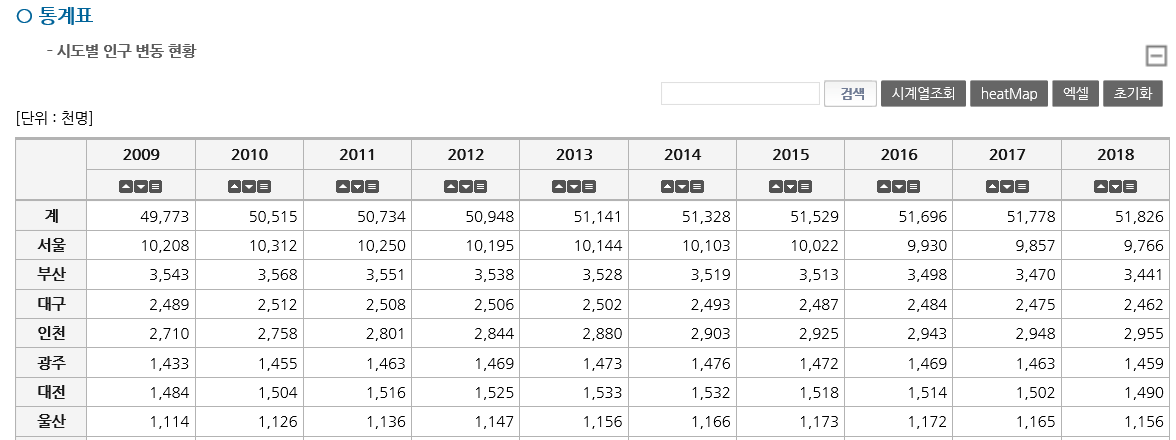 ○ 통계표
- 시도별 인구 변동 현황
검색 시계열조회 heatMap 엑셀 초기화
[단위 : 천명]
2009 2010 2011 2012 2013 2014 2015 2016 2017 2018
계 49,773 50,515 50,734 50,948 51,141 51,328 51,529 51,696 51,778 51,826
서울 10,208 10,312 10,250 10,195 10,144 10,103 10,022 9,930 9,857 9,766
부산 3,543 3,568 3,551 3,538 3,528 3,519 3,513 3,498 3,470 3,441
대구 2,489 2,512 2,508 2,506 2,502 2,493 2,487 2,484 2,475 2,462
인천 2,710 2,758 2,801 2,844 2,880 2,903 2,925 2,943 2,948 2,955
광주 1,433 1,455 1,463 1,469 1,473 1,476 1,472 1,469 1,463 1,459
대전 1,484 1,504 1,516 1,525 1,533 1,532 1,518 1,514 1,502 1,490
울산 1,114 1,126 1,136 1,147 1,156 1,166 1,173 1,172 1,165 1,156